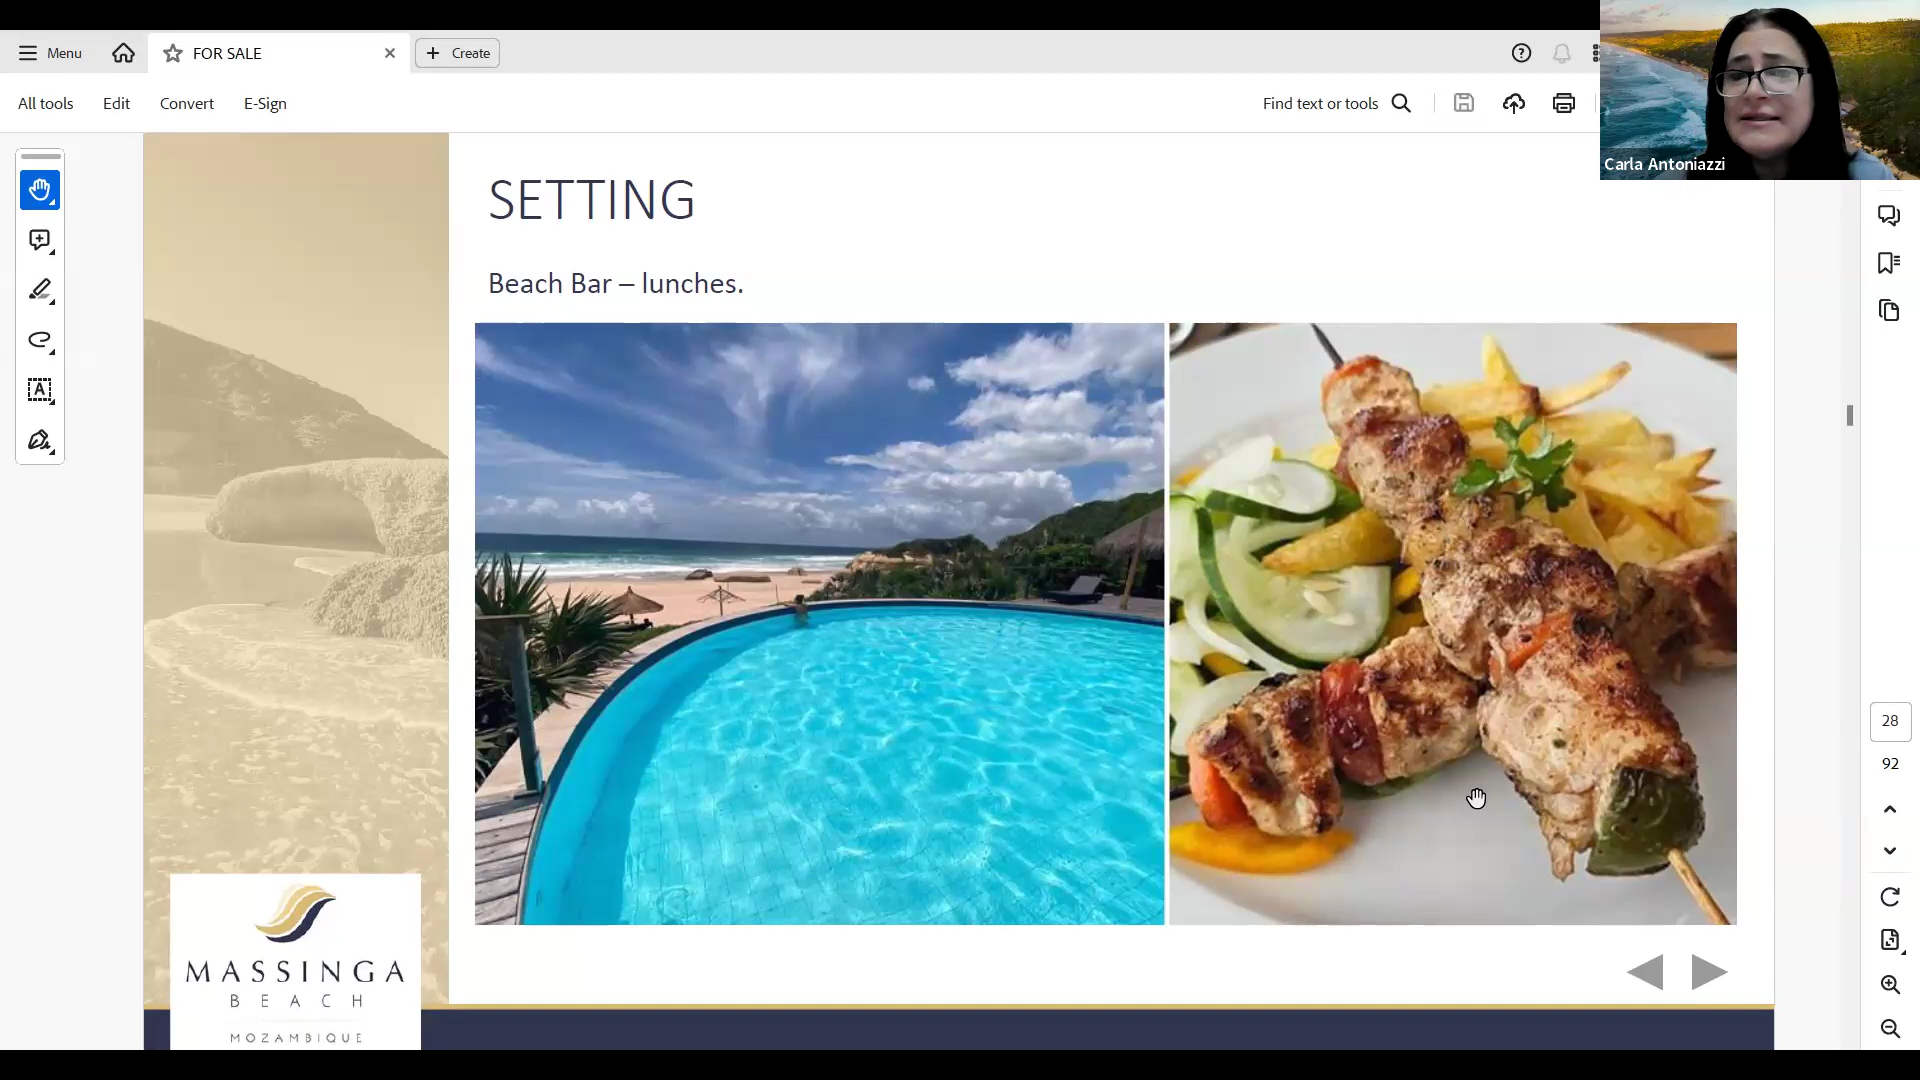 Menu
FOR SALE
Create
All tools
Edit
Convert
E-Sign
Find text or tools
Carla Antoniazzi
SETTING
Beach Bar – lunches.
28
92
MASSINGA
BEACH
MOZAMBIQUE